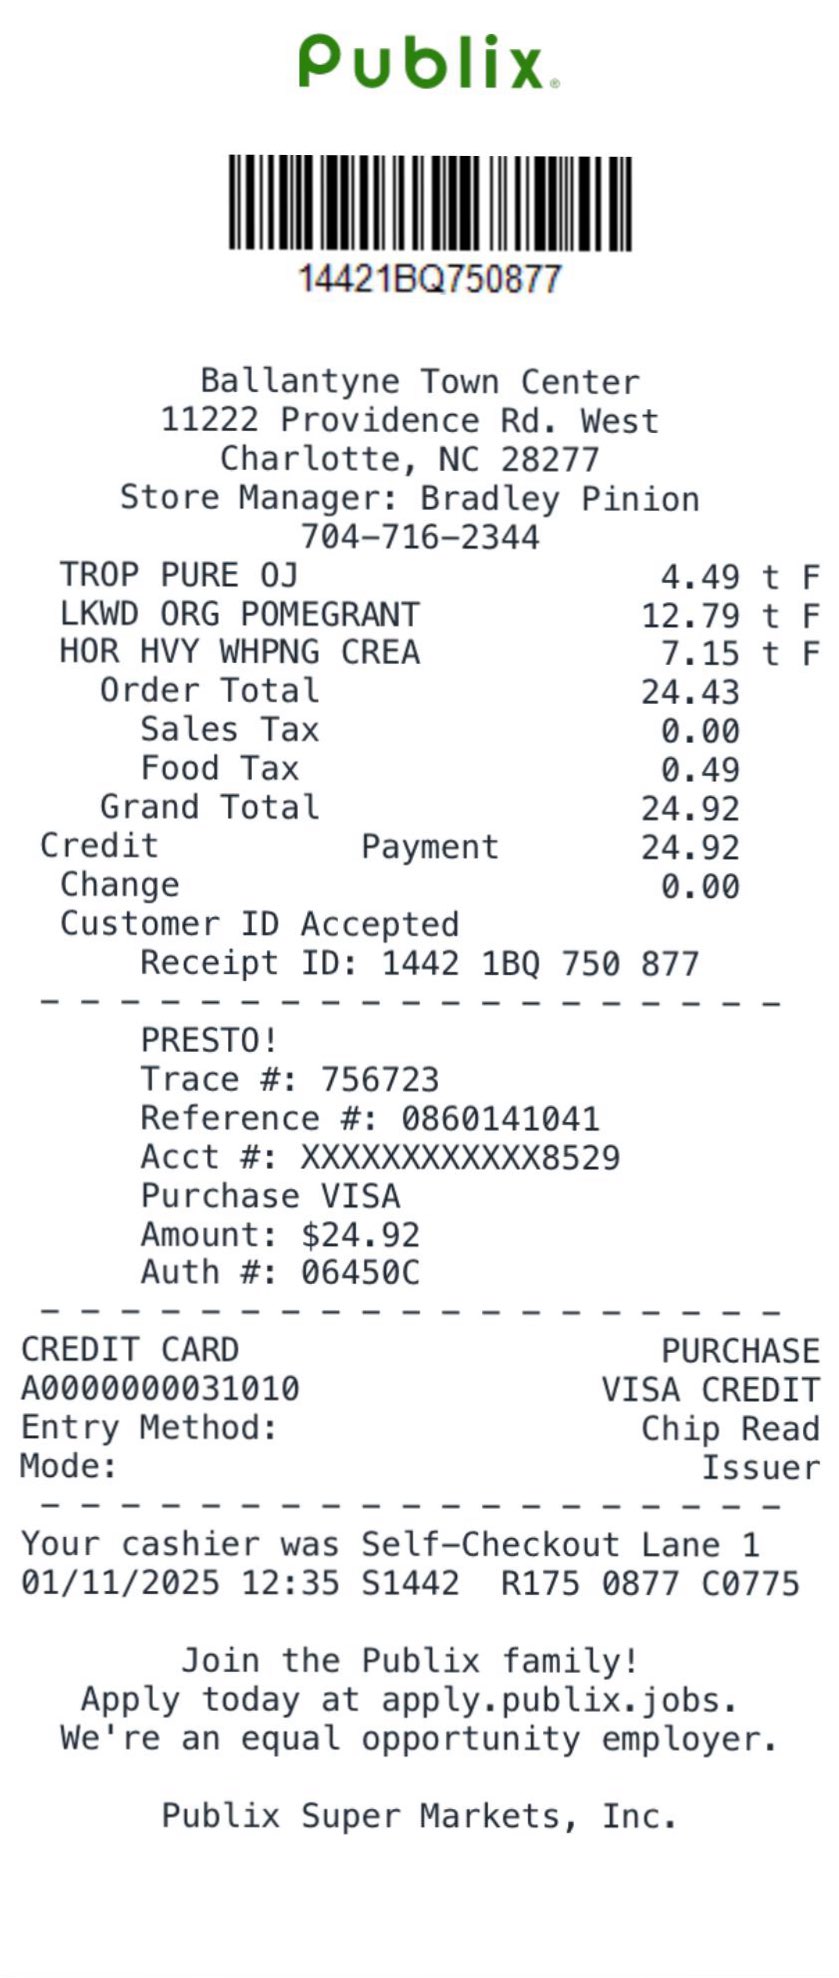 Publix®
14421BQ750877
Ballantyne Town Center
11222 Providence Rd. West
Charlotte, NC 28277
Store Manager: Bradley Pinion
704-716-2344
TROP PURE OJ 4.49 t F
LKWD ORG POMEGRANT 12.79 t F
HOR HVY WHPNG CREA 7.15 t F
Order Total 24.43
Sales Tax 0.00
Food Tax 0.49
Grand Total 24.92
Credit Payment 24.92
Change 0.00
Customer ID Accepted
Receipt ID: 1442 1BQ 750 877
- - - - - - - - - - - - - - - - - - -
PRESTO!
Trace #: 756723
Reference #: 0860141041
Acct #: XXXXXXXXXXXX8529
Purchase VISA
Amount: $24.92
Auth #: 06450C
- - - - - - - - - - - - - - - - - - -
CREDIT CARD PURCHASE
A0000000031010 VISA CREDIT
Entry Method: Chip Read
Mode: Issuer
- - - - - - - - - - - - - - - - - - -
Your cashier was Self-Checkout Lane 1
01/11/2025 12:35 S1442 R175 0877 C0775
Join the Publix family!
Apply today at apply.publix.jobs.
We're an equal opportunity employer.
Publix Super Markets, Inc.